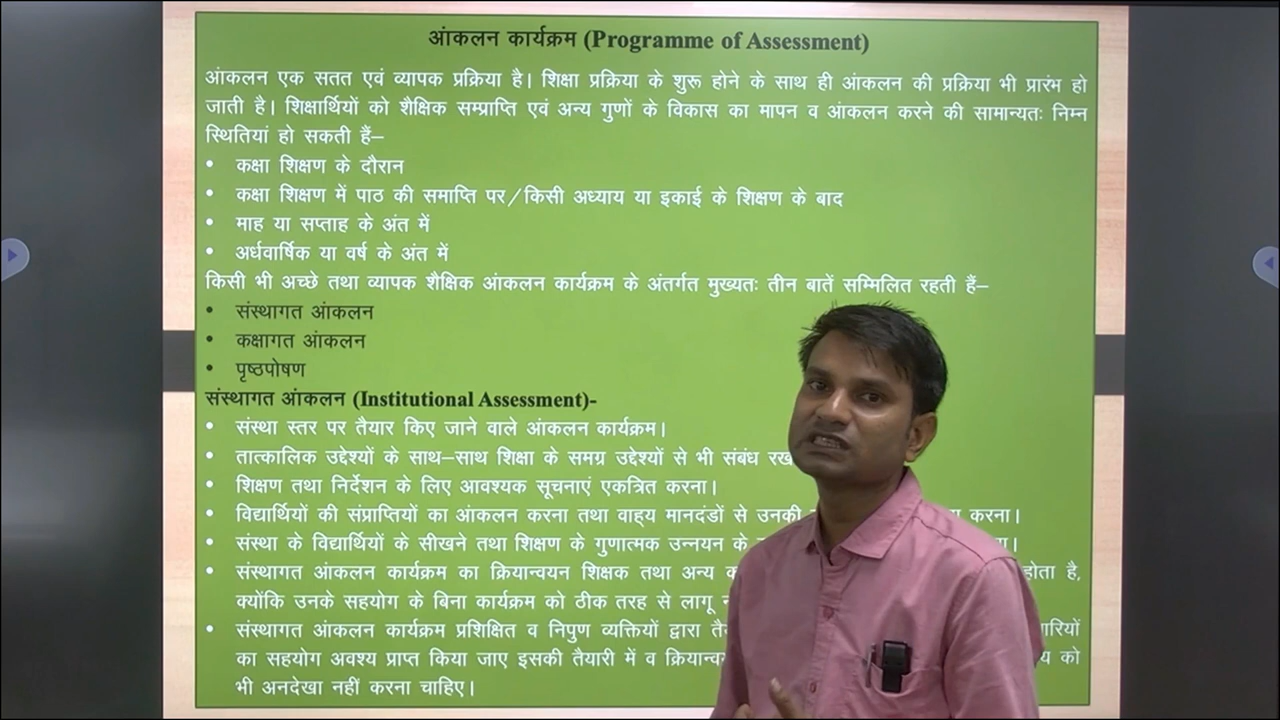 आंकलन कार्यक्रम (Programme of Assessment)
आंकलन एक सतत एवं व्यापक प्रक्रिया है। शिक्षा प्रक्रिया के शुरू होने के साथ ही आंकलन की प्रक्रिया भी प्रारंभ हो
जाती है। शिक्षार्थियों को शैक्षिक सम्प्राप्ति एवं अन्य गुणों के विकास का मापन व आंकलन करने की सामान्यतः निम्न
स्थितियां हो सकती हैं–
• कक्षा शिक्षण के दौरान
• कक्षा शिक्षण में पाठ की समाप्ति पर/किसी अध्याय या इकाई के शिक्षण के बाद
• माह या सप्ताह के अंत में
• अर्धवार्षिक या वर्ष के अंत में
किसी भी अच्छे तथा व्यापक शैक्षिक आंकलन कार्यक्रम के अंतर्गत मुख्यतः तीन बातें सम्मिलित रहती हैं–
• संस्थागत आंकलन
• कक्षागत आंकलन
• पृष्ठपोषण
संस्थागत आंकलन (Institutional Assessment)-
• संस्था स्तर पर तैयार किए जाने वाले आंकलन कार्यक्रम।
• तात्कालिक उद्देश्यों के साथ–साथ शिक्षा के समग्र उद्देश्यों से भी संबंध
• शिक्षण तथा निर्देशन के लिए आवश्यक सूचनाएं एकत्रित करना।
• विद्यार्थियों की संप्राप्तियों का आंकलन करना तथा वाह्य मानदंडों से उनकी करना।
• संस्था के विद्यार्थियों के सीखने तथा शिक्षण के गुणात्मक उन्नयन के
• संस्थागत आंकलन कार्यक्रम का क्रियान्वयन शिक्षक तथा अन्य होता है,
क्योंकि उनके सहयोग के बिना कार्यक्रम को ठीक तरह से लागू
• संस्थागत आंकलन कार्यक्रम प्रशिक्षित व निपुण व्यक्तियों द्वारा
का सहयोग अवश्य प्राप्त किया जाए इसकी तैयारी में व को
भी अनदेखा नहीं करना चाहिए।